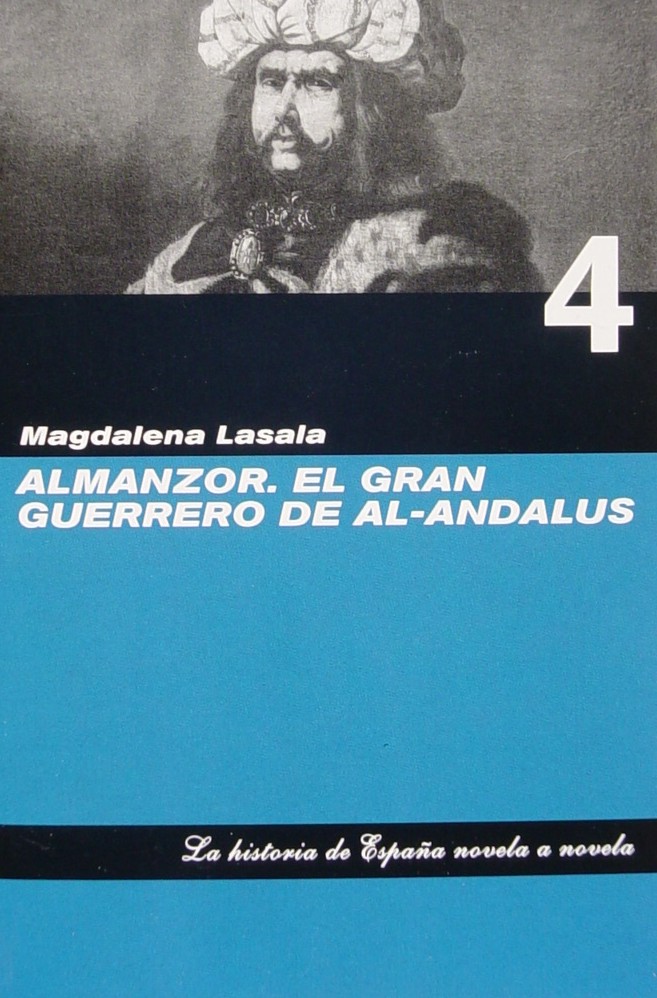 4
Magdalena Lasala
ALMANZOR. EL GRAN
GUERRERO DE AL-ANDALUS
La historia de España novela a novela